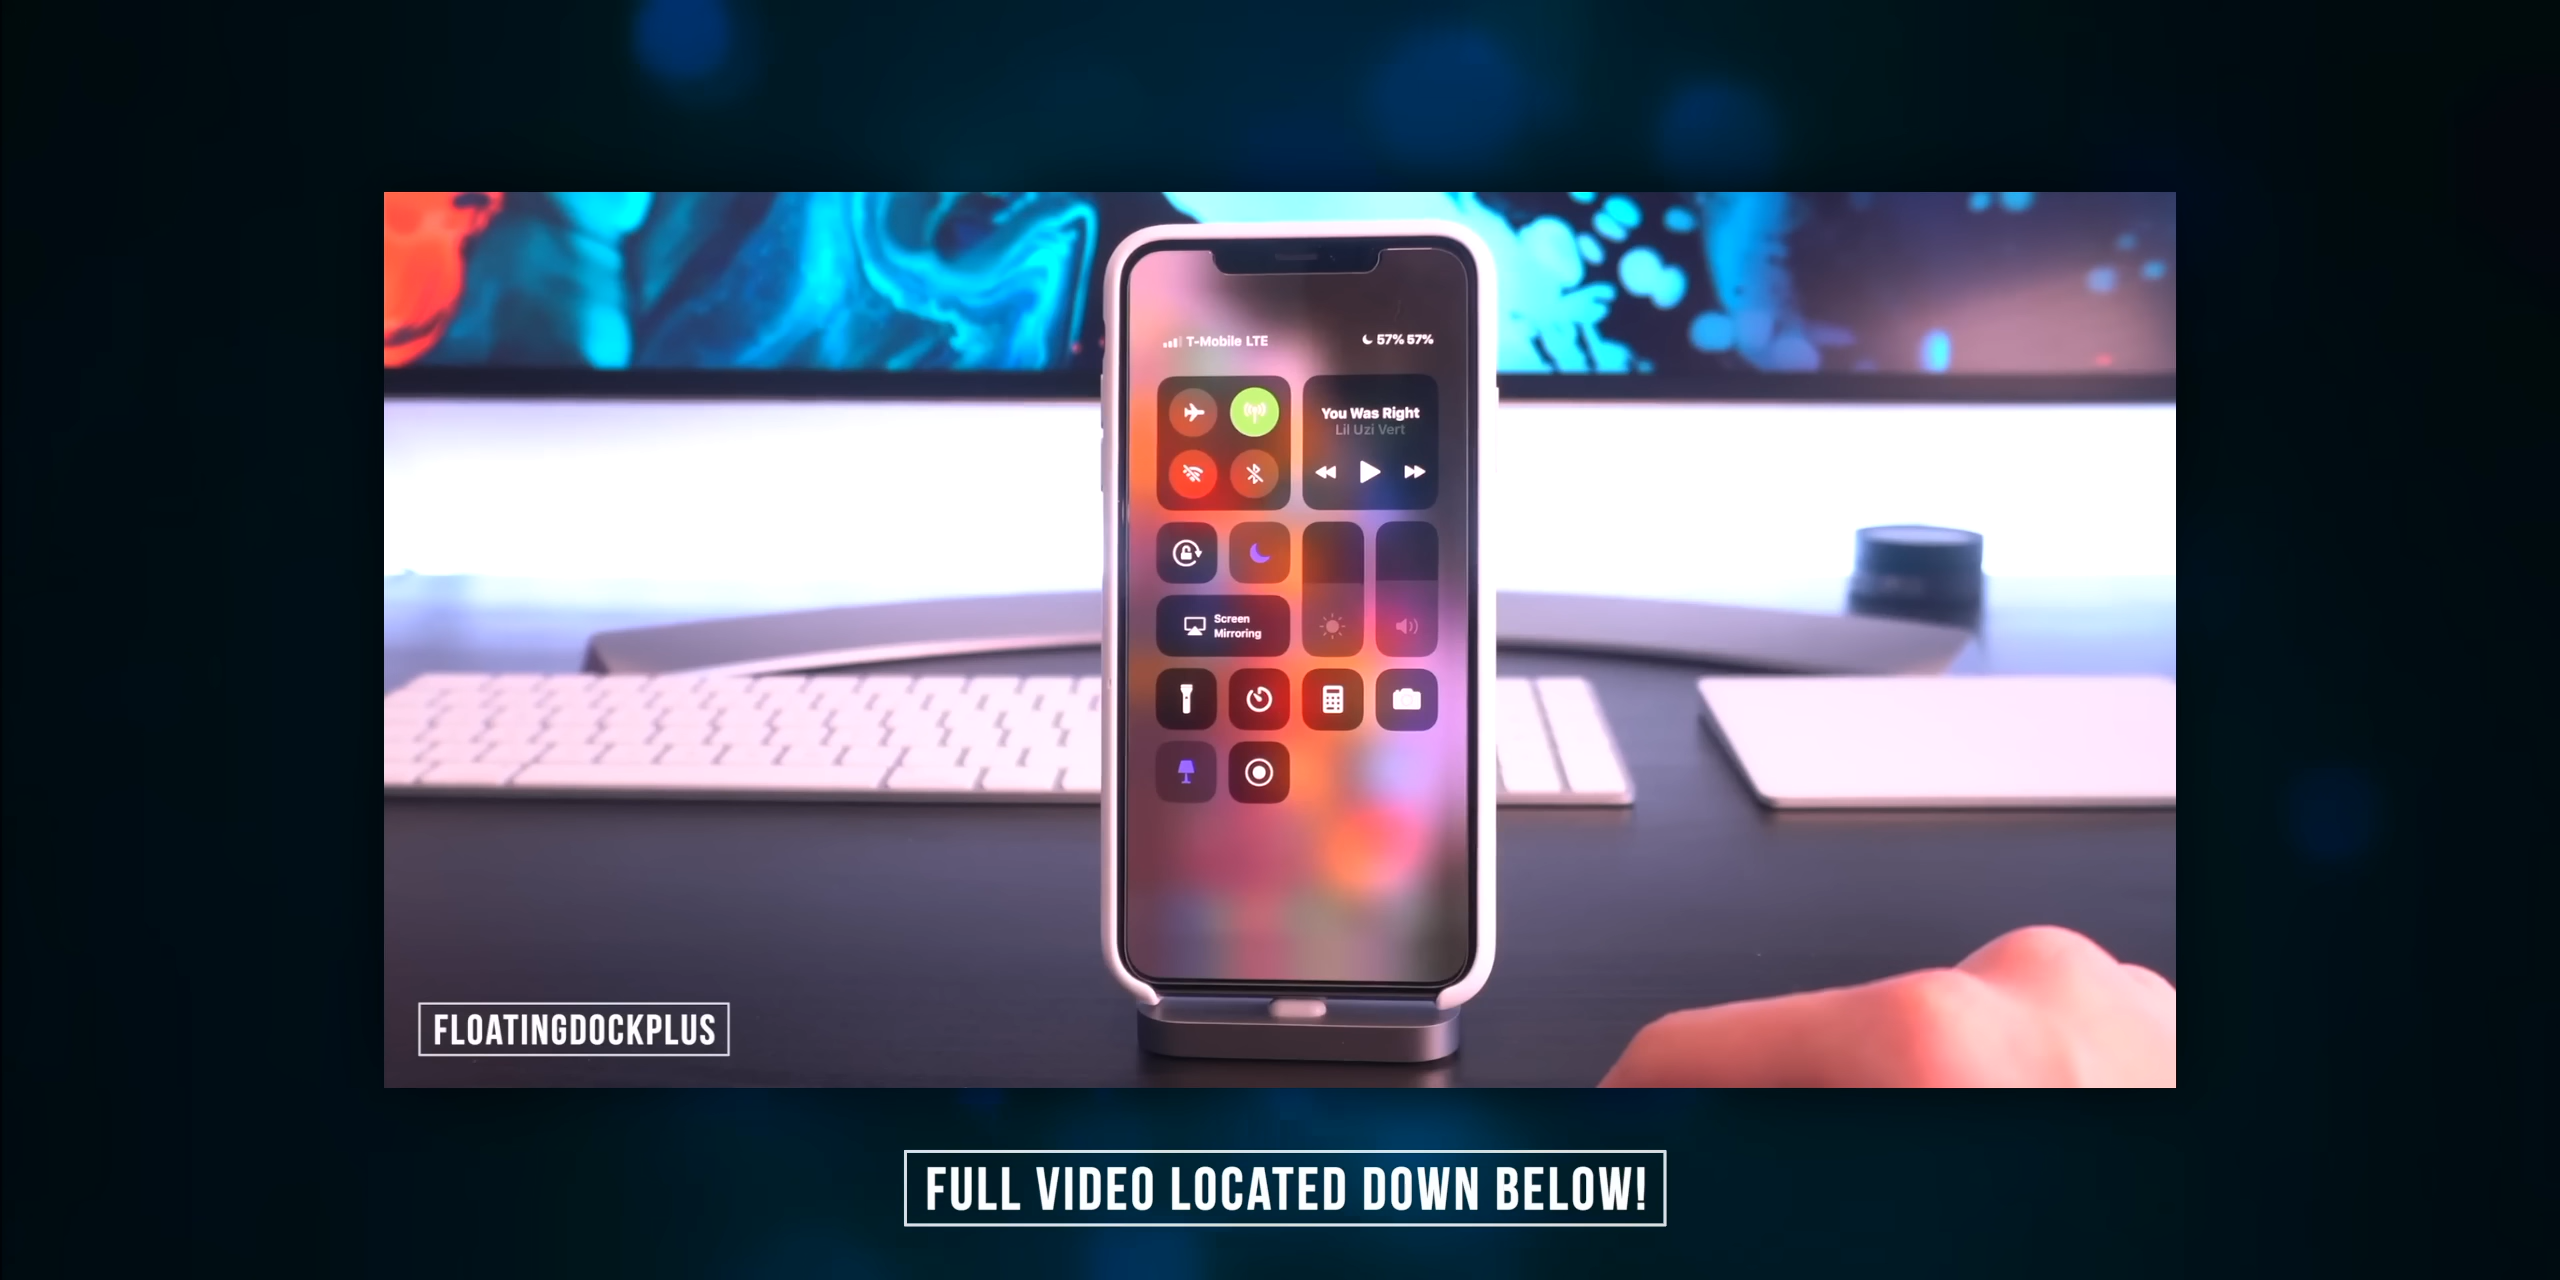 T-Mobile LTE
57% 57%
You Was Right
Lil Uzi Vert
Screen
Mirroring
FLOATINGDOCKPLUS
FULL VIDEO LOCATED DOWN BELOW!